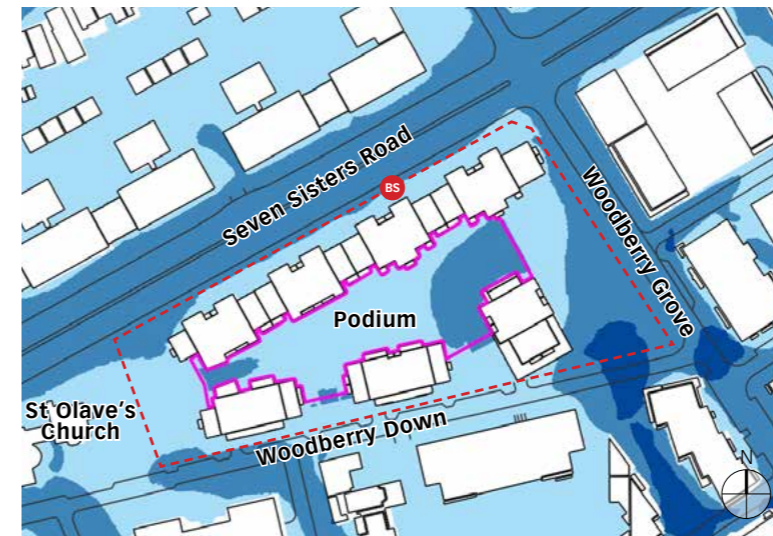 Seven Sisters Road
BS
Woodberry Grove
Podium
St Olave's
Church
Woodberry Down
N